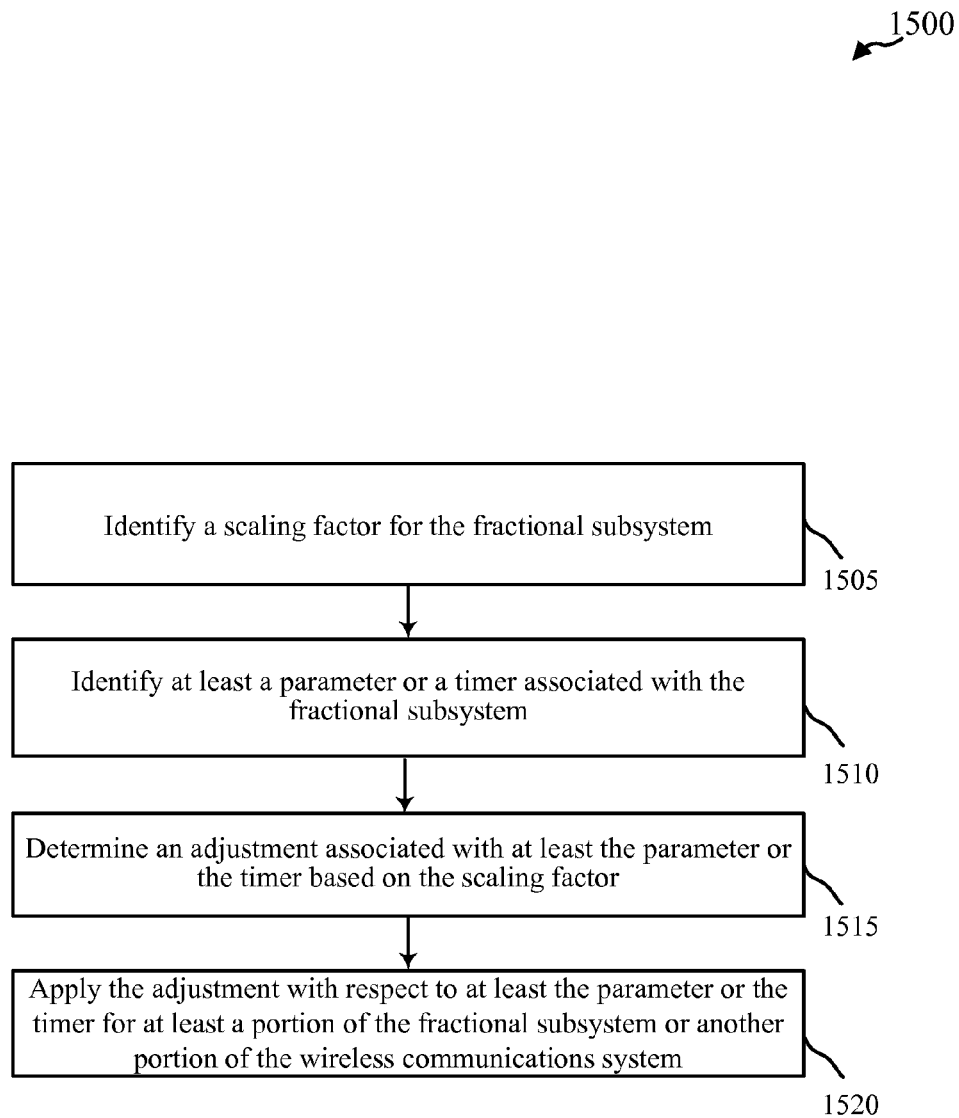 1500
Identify a scaling factor for the fractional subsystem
1505
Identify at least a parameter or a timer associated with the
fractional subsystem
1510
Determine an adjustment associated with at least the parameter or
the timer based on the scaling factor
1515
Apply the adjustment with respect to at least the parameter or the
timer for at least a portion of the fractional subsystem or another
portion of the wireless communications system
1520